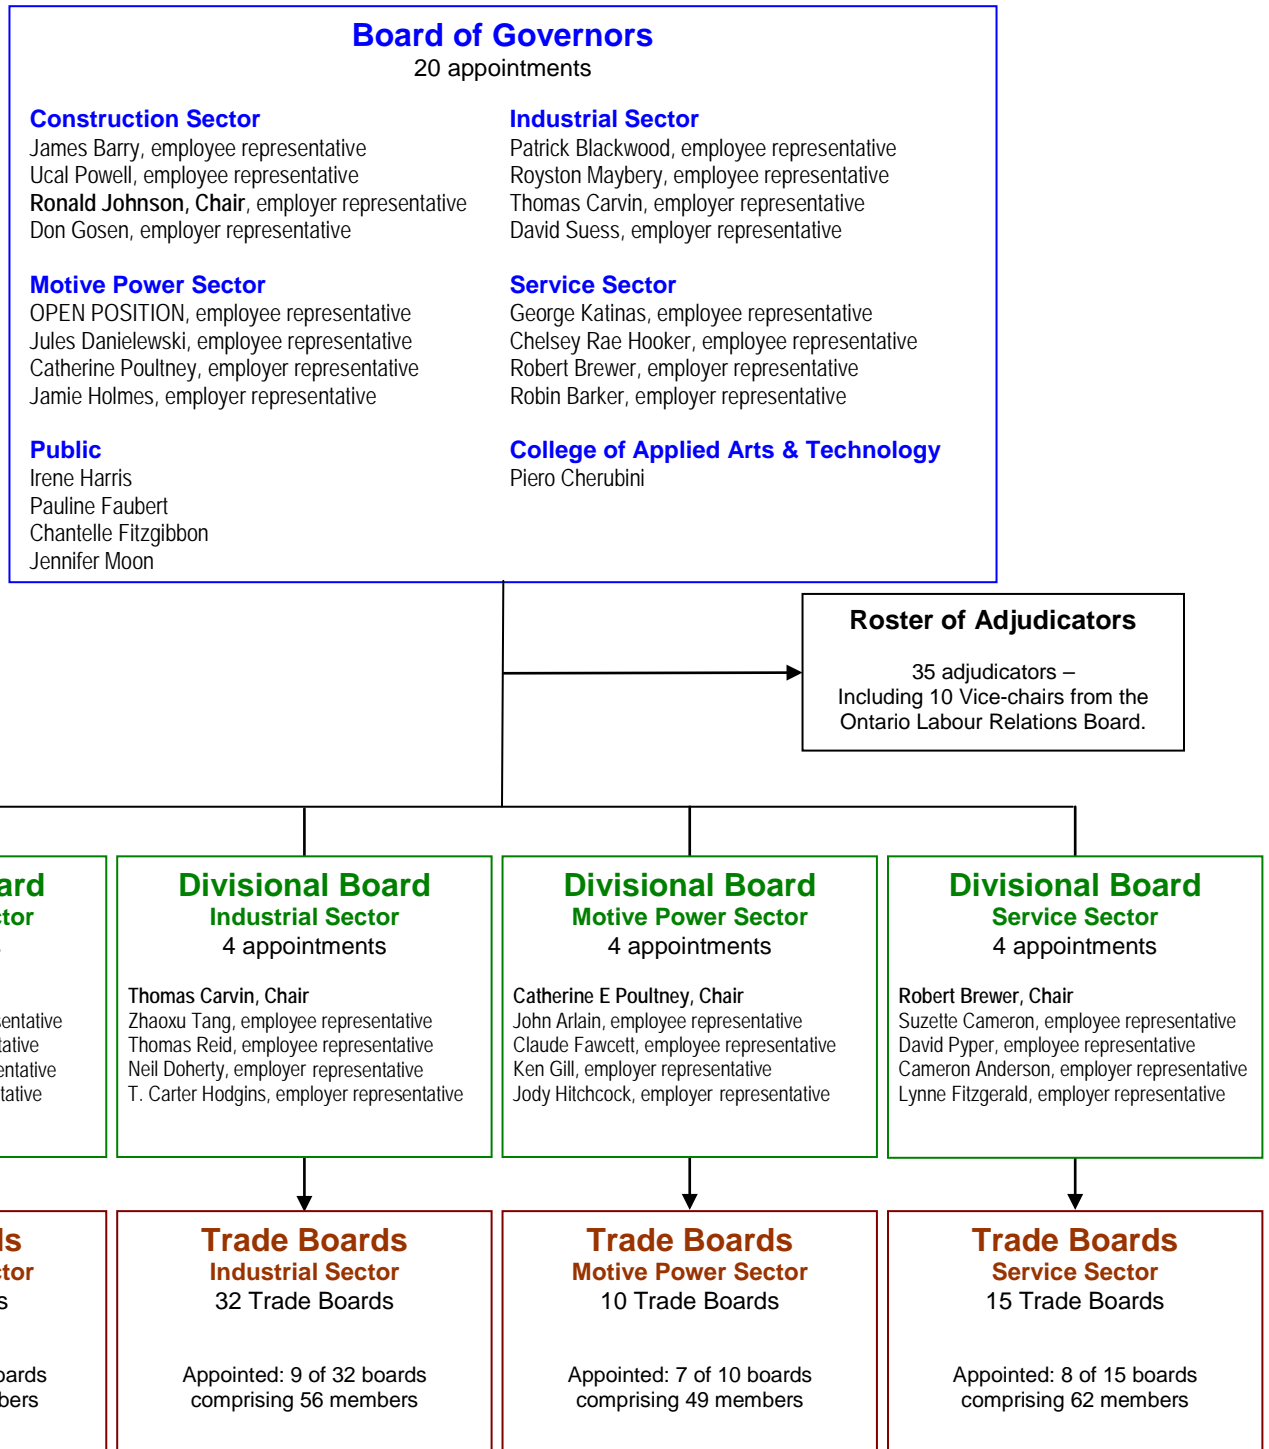 Board of Governors
20 appointments
Construction Sector
James Barry, employee representative
Ucal Powell, employee representative
Ronald Johnson, Chair, employer representative
Don Gosen, employer representative
Industrial Sector
Patrick Blackwood, employee representative
Royston Maybery, employee representative
Thomas Carvin, employer representative
David Suess, employer representative
Motive Power Sector
OPEN POSITION, employee representative
Jules Danielewski, employee representative
Catherine Poultney, employer representative
Jamie Holmes, employer representative
Service Sector
George Katinas, employee representative
Chelsey Rae Hooker, employee representative
Robert Brewer, employer representative
Robin Barker, employer representative
Public
Irene Harris
Pauline Faubert
Chantelle Fitzgibbon
Jennifer Moon
College of Applied Arts & Technology
Piero Cherubini
Roster of Adjudicators
35 adjudicators –
Including 10 Vice-chairs from the
Ontario Labour Relations Board.
Divisional Board
Industrial Sector
4 appointments
Thomas Carvin, Chair
Zhaoxu Tang, employee representative
Thomas Reid, employee representative
Neil Doherty, employer representative
T. Carter Hodgins, employer representative
Divisional Board
Motive Power Sector
4 appointments
Catherine E Poultney, Chair
John Arlain, employee representative
Claude Fawcett, employee representative
Ken Gill, employer representative
Jody Hitchcock, employer representative
Divisional Board
Service Sector
4 appointments
Robert Brewer, Chair
Suzette Cameron, employee representative
David Pyper, employee representative
Cameron Anderson, employer representative
Lynne Fitzgerald, employer representative
Trade Boards
Industrial Sector
32 Trade Boards
Appointed: 9 of 32 boards
comprising 56 members
Trade Boards
Motive Power Sector
10 Trade Boards
Appointed: 7 of 10 boards
comprising 49 members
Trade Boards
Service Sector
15 Trade Boards
Appointed: 8 of 15 boards
comprising 62 members